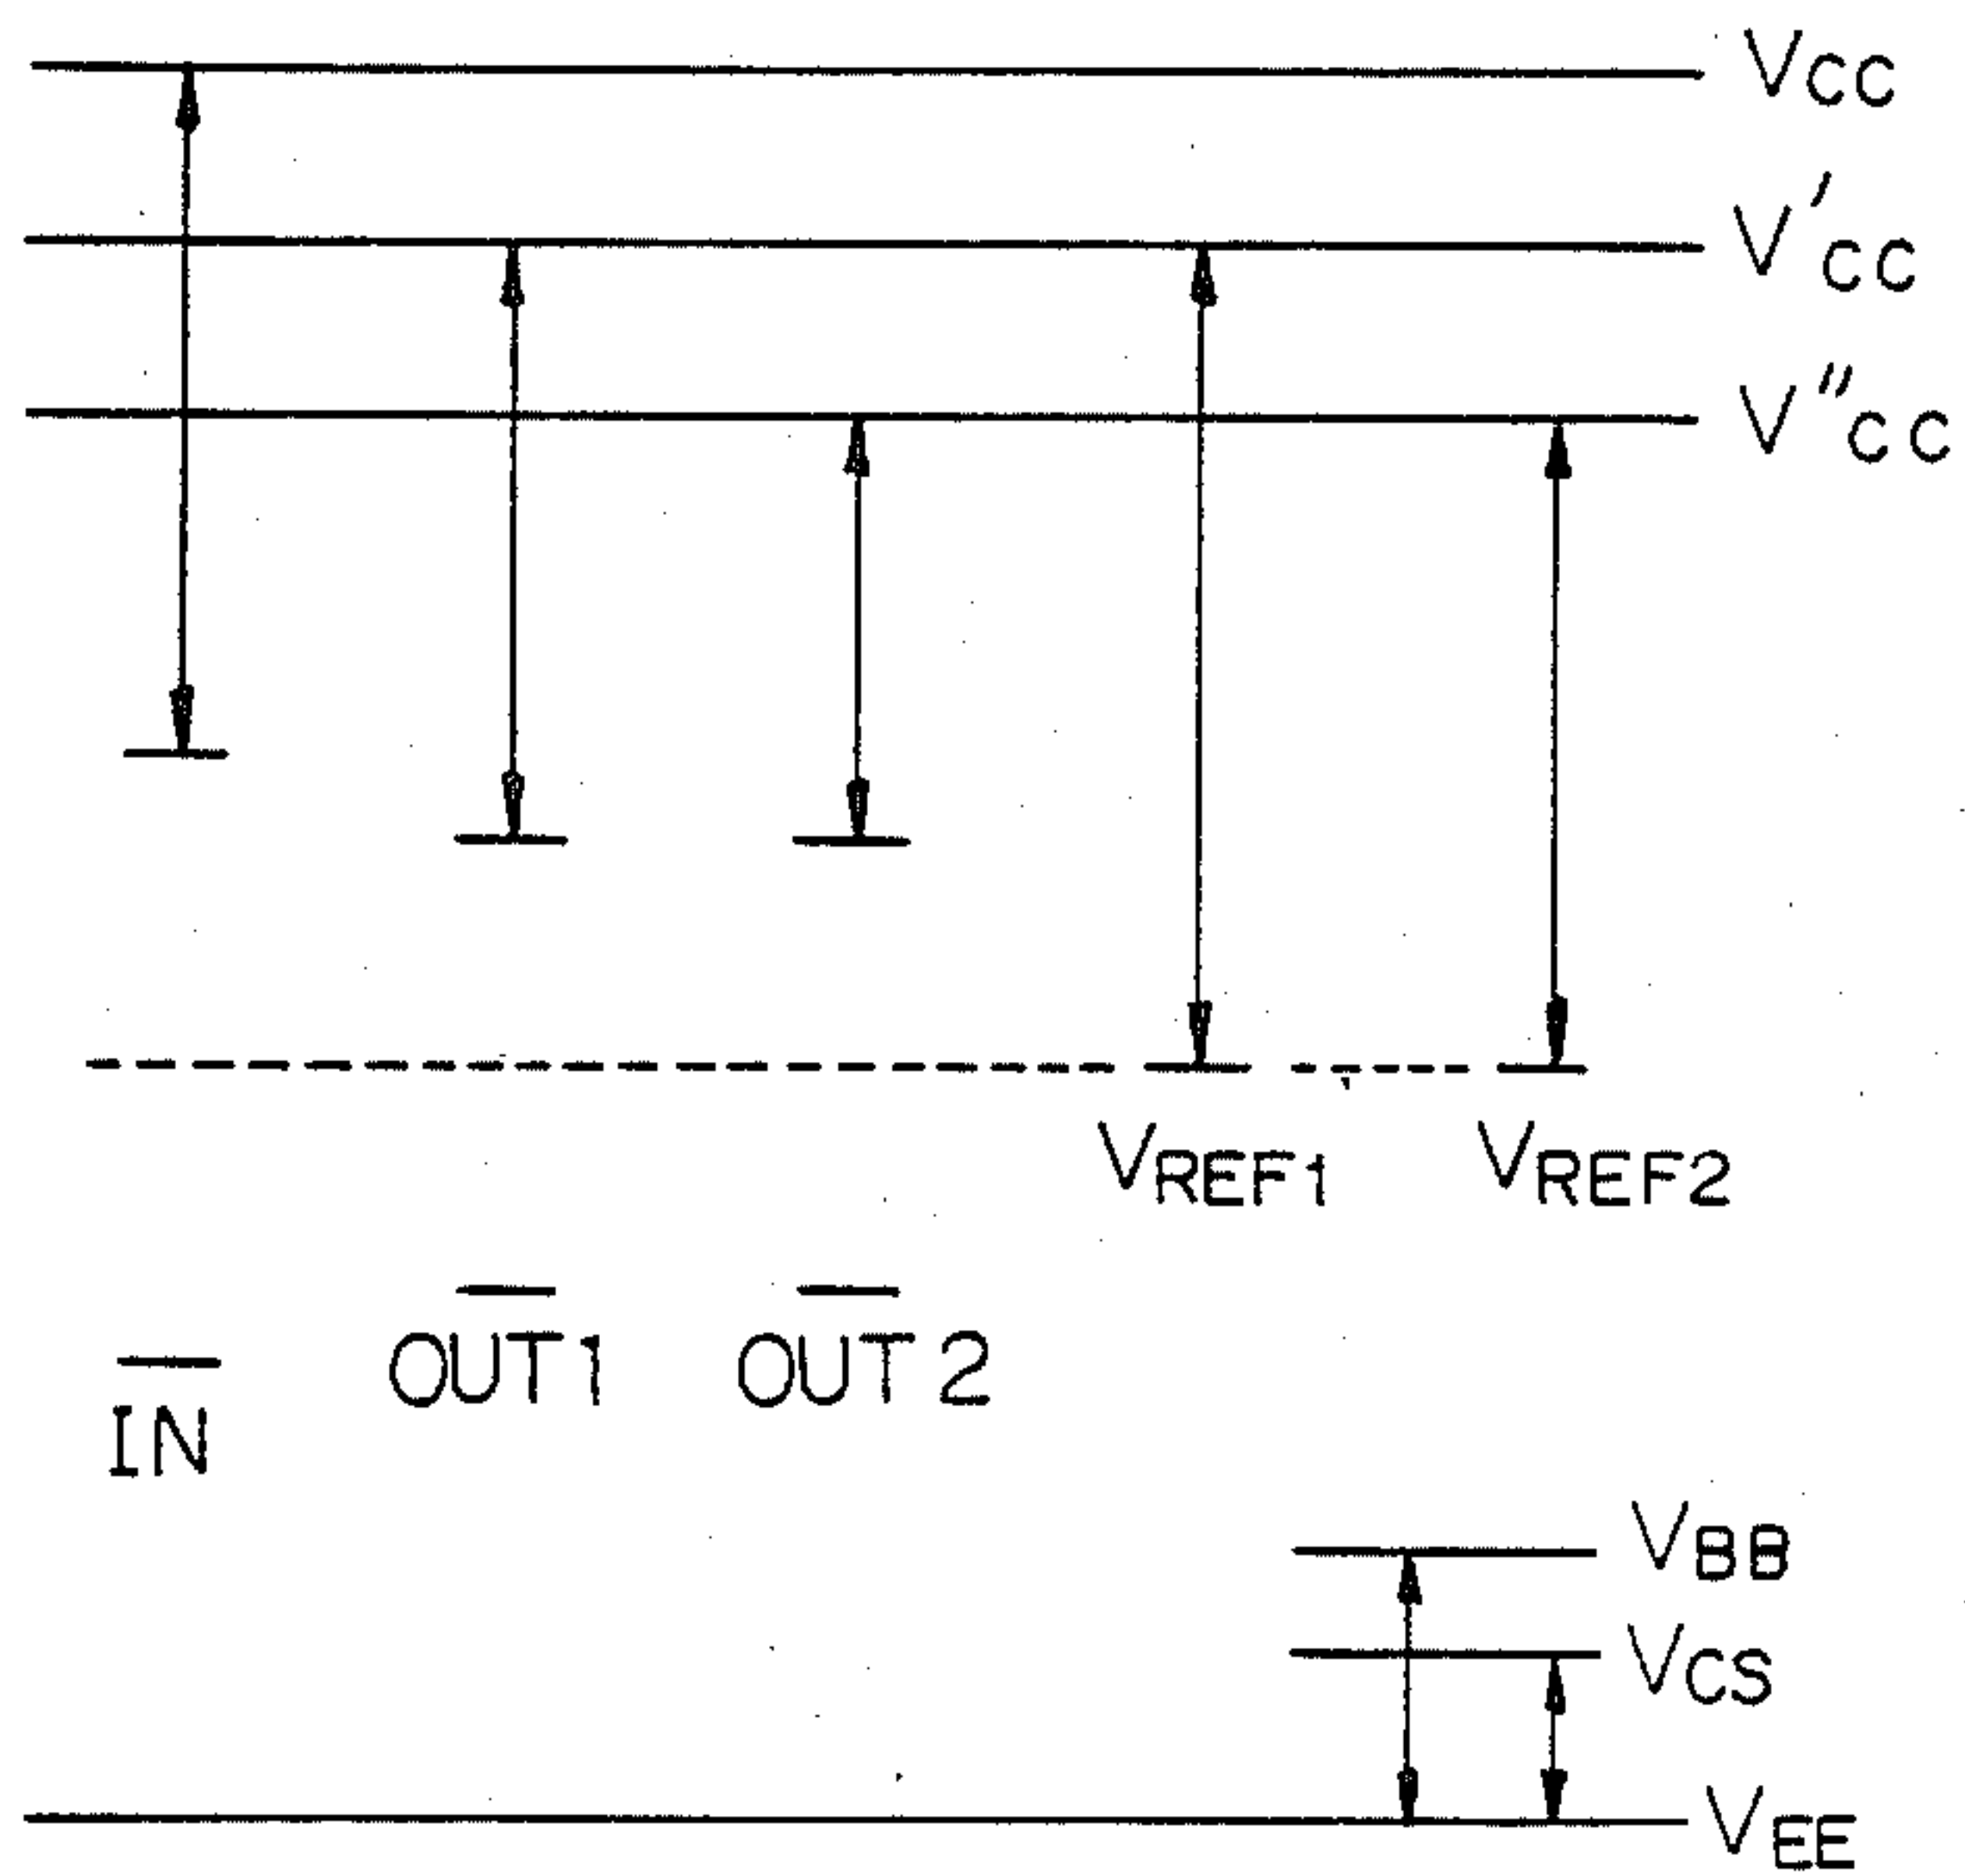 VCC
V'CC
V"CC
VREF1 VREF2
OUT1 OUT2
IN
VBB
VCS
VEE